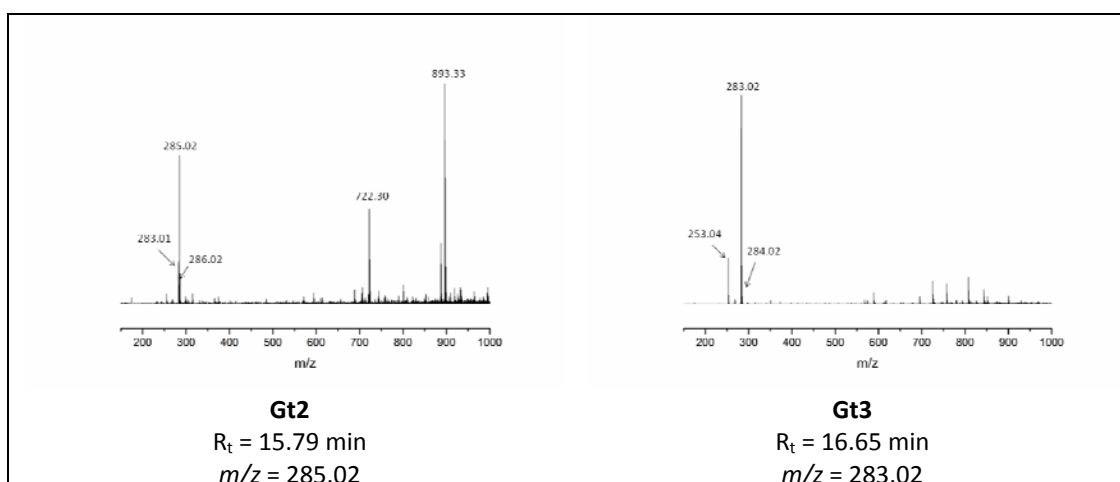 893.33
285.02
722.30
283.01
286.02
200 300 400 500 600 700 800 900 1000
m/z
Gt2
Rt = 15.79 min
m/z = 285.02
283.02
253.04
284.02
200 300 400 500 600 700 800 900 1000
m/z
Gt3
Rt = 16.65 min
m/z = 283.02